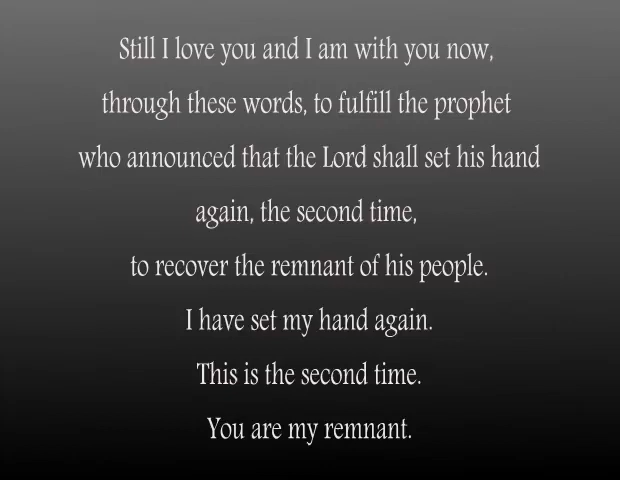 Still I love you and I am with you now,
through these words, to fulfill the prophet
who announced that the Lord shall set his hand
again, the second time,
to recover the remnant of his people.
I have set my hand again.
This is the second time.
You are my remnant.